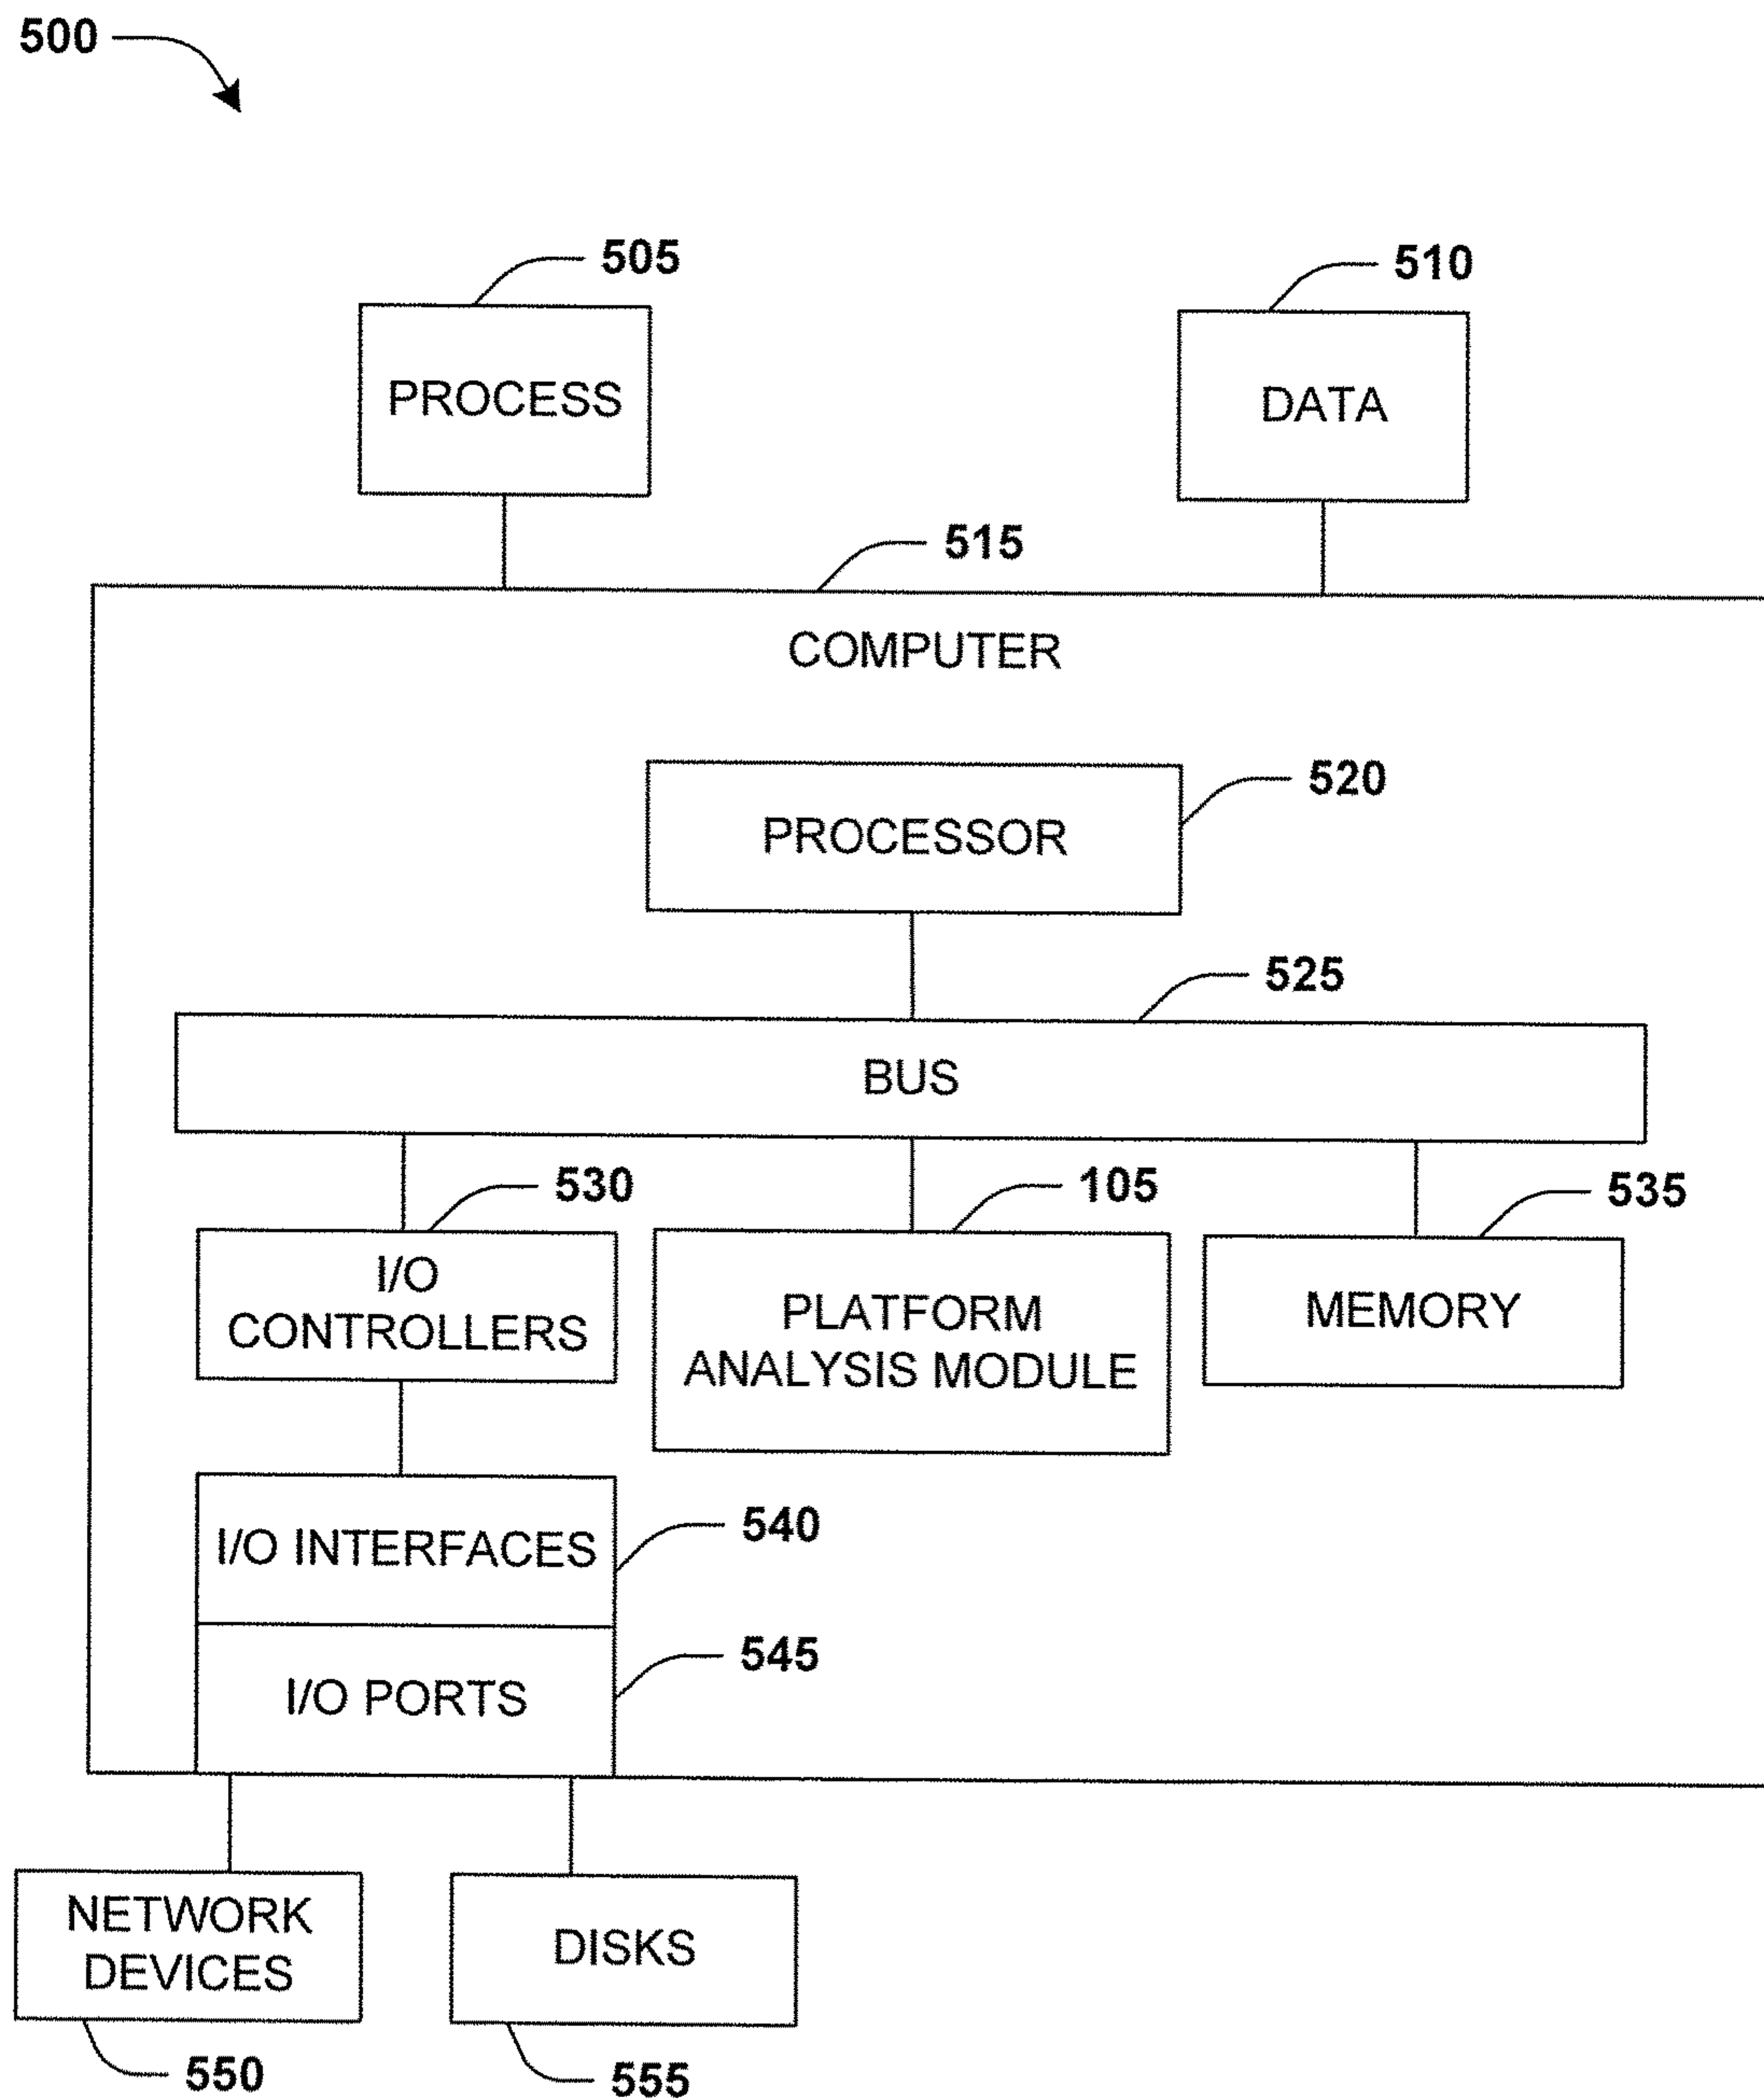 500
505
510
PROCESS
DATA
515
COMPUTER
520
PROCESSOR
525
BUS
530
105
535
I/O
CONTROLLERS
PLATFORM
ANALYSIS MODULE
MEMORY
540
I/O INTERFACES
545
I/O PORTS
NETWORK
DEVICES
DISKS
550
555